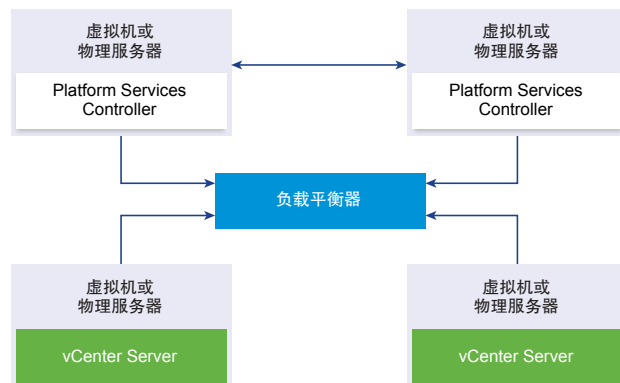 虚拟机或
物理服务器
Platform Services
Controller
虚拟机或
物理服务器
Platform Services
Controller
负载平衡器
虚拟机或
物理服务器
vCenter Server
虚拟机或
物理服务器
vCenter Server